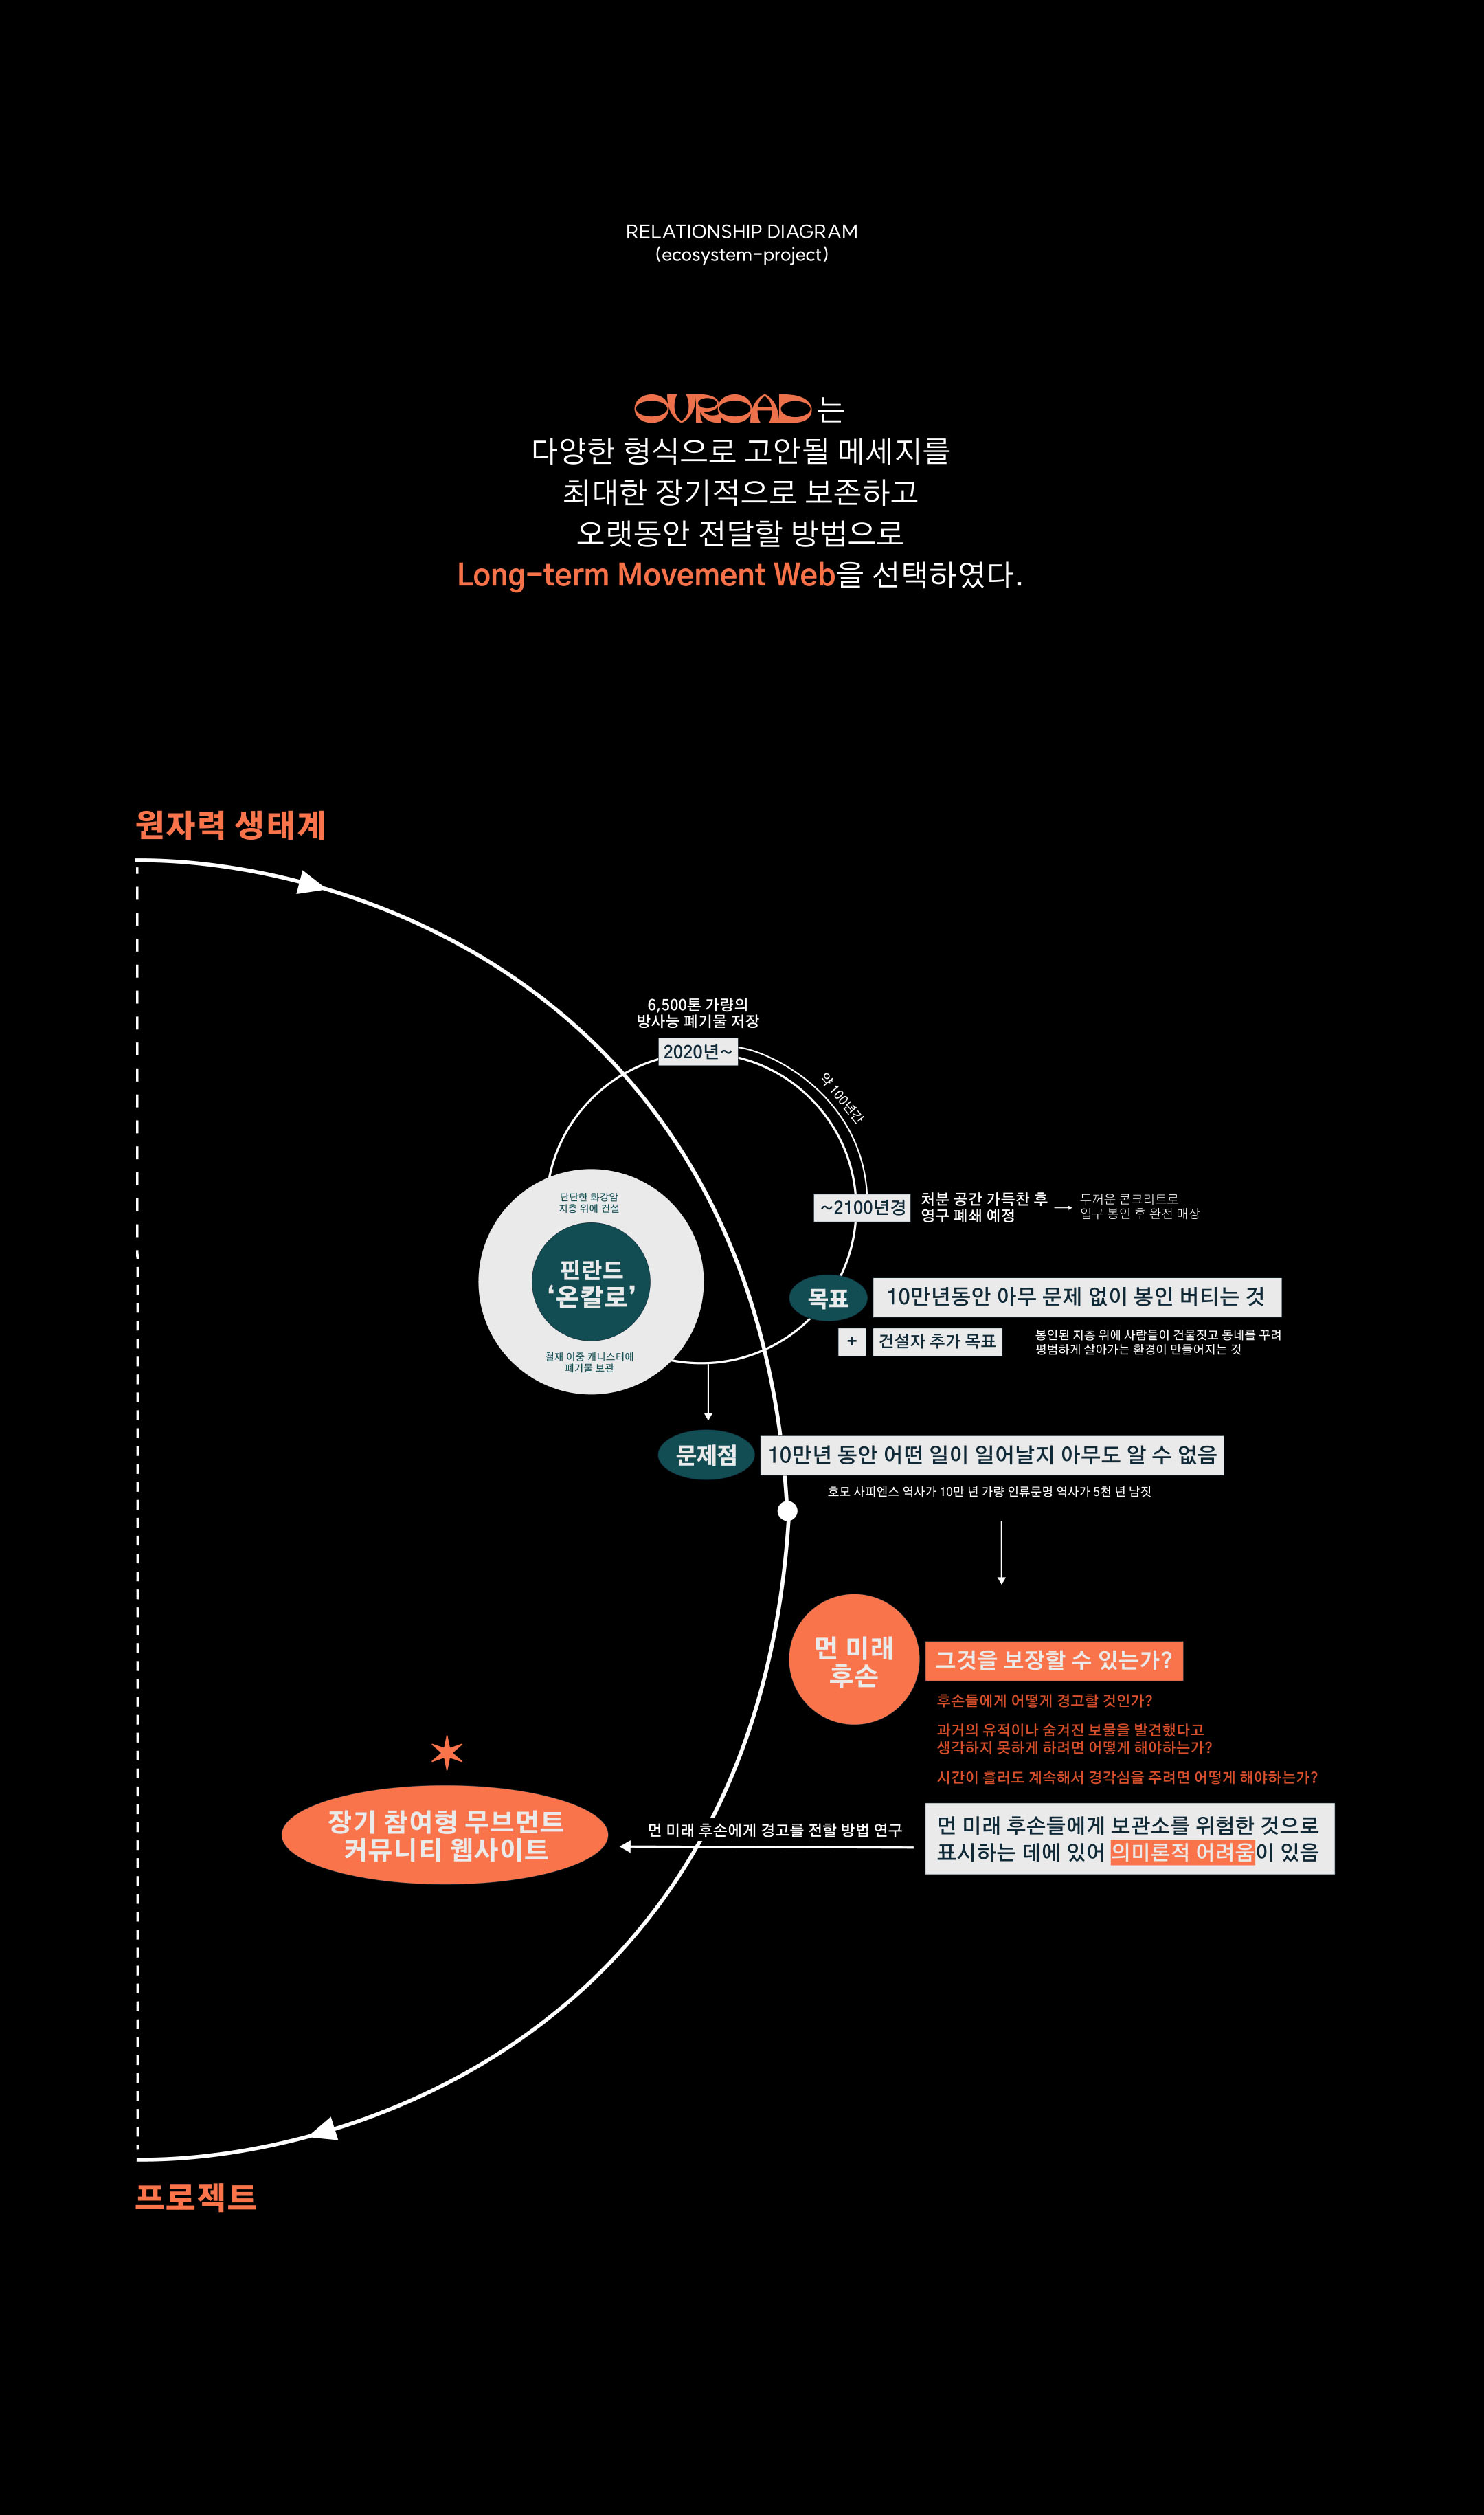 RELATIONSHIP DIAGRAM
(ecosystem-project)
OUROAD 는
다양한 형식으로 고안될 메세지를
최대한 장기적으로 보존하고
오랫동안 전달할 방법으로
Long-term Movement Web을 선택하였다.
원자력 생태계
6,500톤 가량의
방사능 폐기물 저장
2020년~
약 100년간
단단한 화강암
지층 위에 건설
핀란드
‘온칼로’
철재 이중 캐니스터에
폐기물 보관
~2100년경
처분 공간 가득찬 후
영구 폐쇄 예정
두꺼운 콘크리트로
입구 봉인 후 완전 매장
목표
10만년동안 아무 문제 없이 봉인 버티는 것
+
건설자 추가 목표
봉인된 지층 위에 사람들이 건물짓고 동네를 꾸려
평범하게 살아가는 환경이 만들어지는 것
문제점
10만년 동안 어떤 일이 일어날지 아무도 알 수 없음
호모 사피엔스 역사가 10만 년 가량 인류문명 역사가 5천 년 남짓
먼 미래
후손
그것을 보장할 수 있는가?
후손들에게 어떻게 경고할 것인가?
과거의 유적이나 숨겨진 보물을 발견했다고
생각하지 못하게 하려면 어떻게 해야하는가?
시간이 흘러도 계속해서 경각심을 주려면 어떻게 해야하는가?
먼 미래 후손들에게 보관소를 위험한 것으로
표시하는 데에 있어 의미론적 어려움이 있음
먼 미래 후손에게 경고를 전할 방법 연구
장기 참여형 무브먼트
커뮤니티 웹사이트
프로젝트